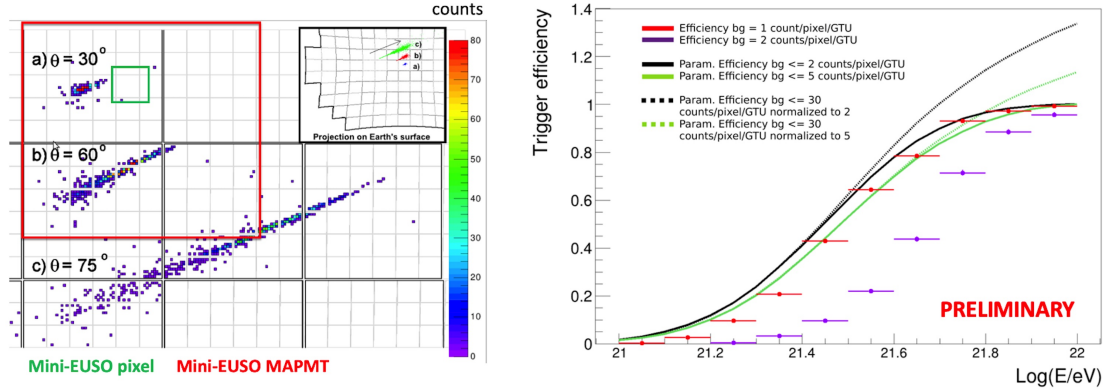 counts
a) θ = 30°
b) θ = 60°
c) θ = 75°
c)
b)
a)
Projection on Earth's surface
80
70
60
50
40
30
20
10
0
Mini-EUSO pixel
Mini-EUSO MAPMT
Trigger efficiency
1.4
1.2
1
0.8
0.6
0.4
0.2
0
Efficiency bg = 1 count/pixel/GTU
Efficiency bg = 2 counts/pixel/GTU
Param. Efficiency bg <= 2 counts/pixel/GTU
Param. Efficiency bg <= 5 counts/pixel/GTU
Param. Efficiency bg <= 30
counts/pixel/GTU normalized to 2
Param. Efficiency bg <= 30
counts/pixel/GTU normalized to 5
PRELIMINARY
21
21.2
21.4
21.6
21.8
22
Log(E/eV)